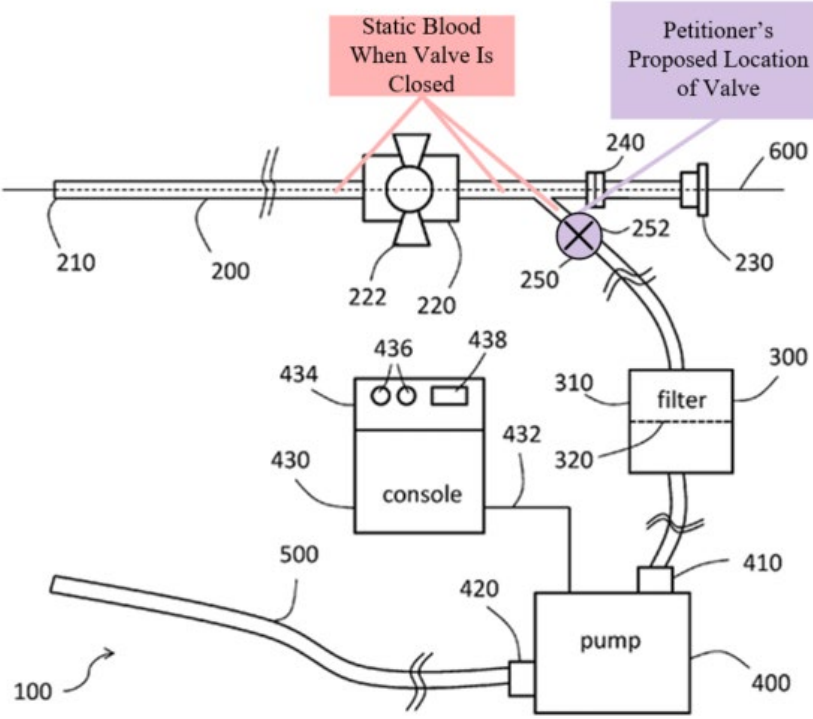 Static Blood
When Valve Is
Closed
Petitioner's
Proposed Location
of Valve
240
600
210
200
222
220
250
252
230
436
438
434
310
filter
300
320
432
430
console
500
420
410
pump
400
100